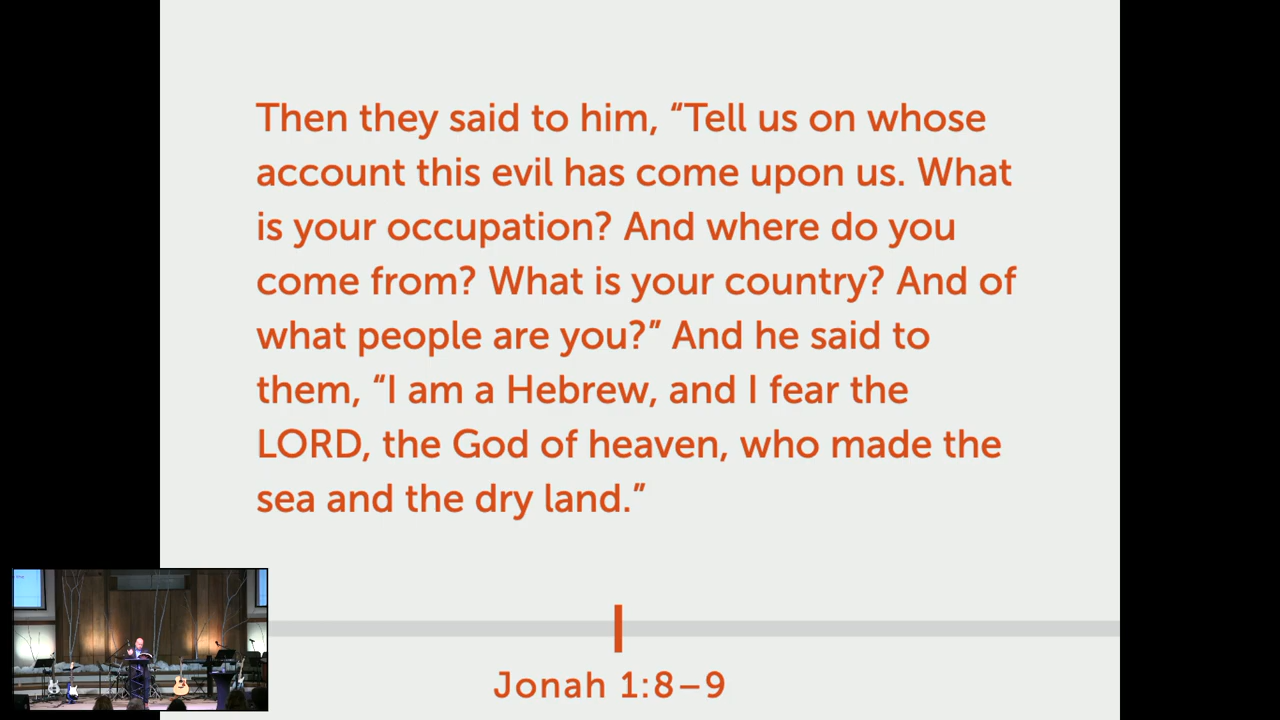 Then they said to him, “Tell us on whose
account this evil has come upon us. What
is your occupation? And where do you
come from? What is your country? And of
what people are you?” And he said to
them, “I am a Hebrew, and I fear the
LORD, the God of heaven, who made the
sea and the dry land.”
Jonah 1:8–9